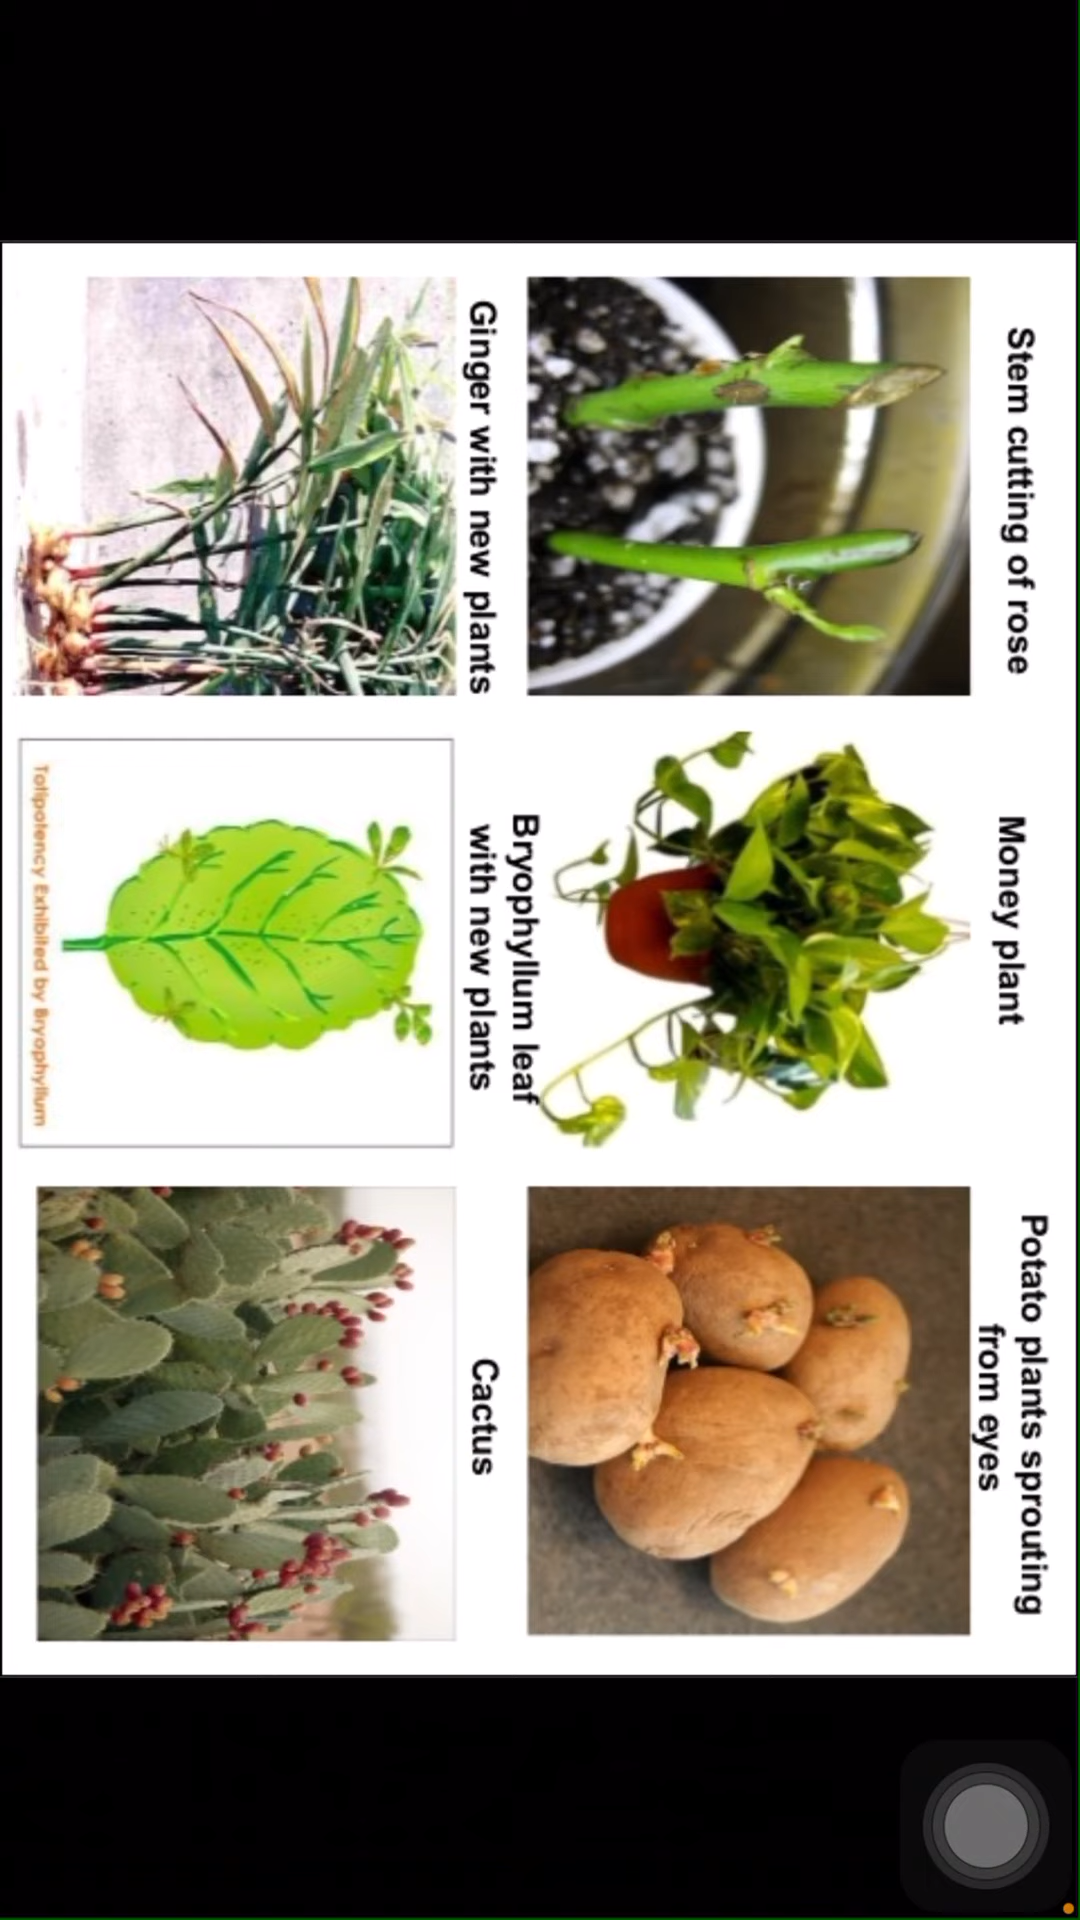 Stem cutting of rose
Money plant
Potato plants sprouting
from eyes
Ginger with new plants
Bryophyllum leaf
with new plants
Cactus
Totipotency Exhibited by Bryophyllum